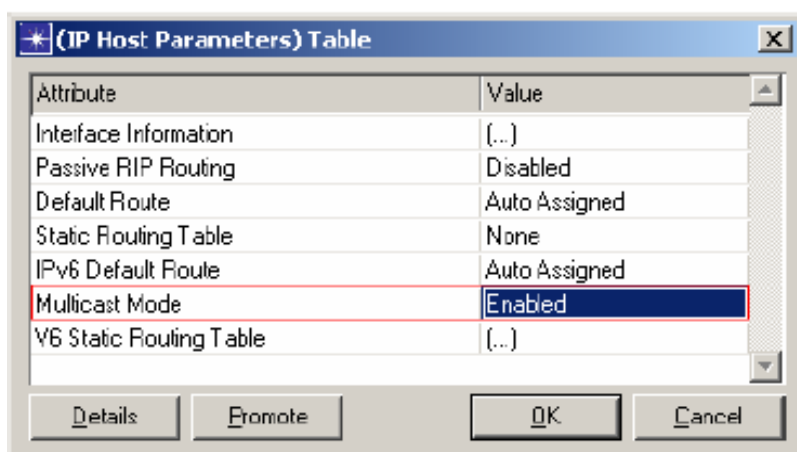 (IP Host Parameters) Table
Attribute Value
Interface Information (...)
Passive RIP Routing Disabled
Default Route Auto Assigned
Static Routing Table None
IPv6 Default Route Auto Assigned
Multicast Mode Enabled
V6 Static Routing Table (...)
Details Promote OK Cancel